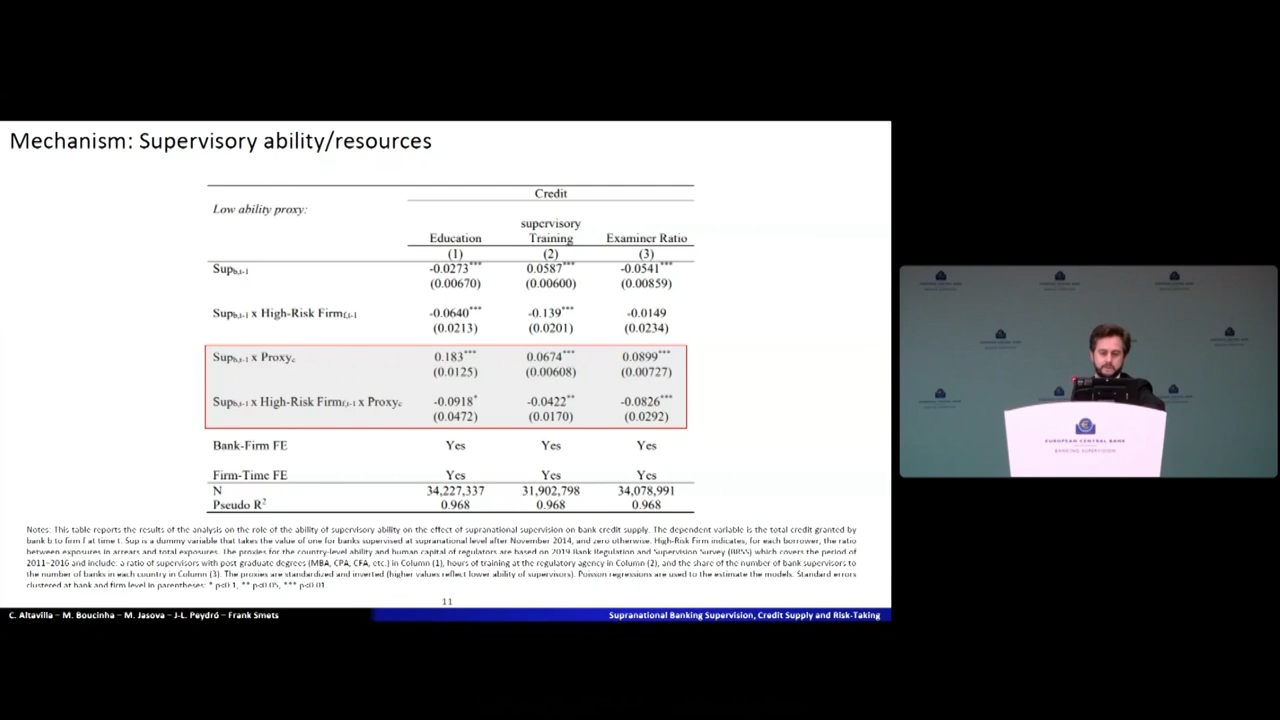 Mechanism: Supervisory ability/resources
Credit
Low ability proxy:
supervisory
Education Training Examiner Ratio
(1) (2) (3)
Supb,t-1 -0.0273*** 0.0587*** -0.0541***
(0.00670) (0.00600) (0.00859)
Supb,t-1 x High-Risk Firmf,t-1 -0.0640*** -0.139*** -0.0149
(0.0213) (0.0201) (0.0234)
Supb,t-1 x Proxyc 0.183*** 0.0674*** 0.0899***
(0.0125) (0.00608) (0.00727)
Supb,t-1 x High-Risk Firmf,t-1 x Proxyc -0.0918* -0.0422** -0.0826***
(0.0472) (0.0170) (0.0292)
Bank-Firm FE Yes Yes Yes
Firm-Time FE Yes Yes Yes
N 34,227,337 31,902,798 34,078,991
Pseudo R2 0.968 0.968 0.968
Notes: This table reports the results of the analysis on the role of the ability of supervisory ability on the effect of supranational supervision on bank credit supply. The dependent variable is the total credit granted by
bank b to firm f at time t. Sup is a dummy variable that takes the value of one for banks supervised at supranational level after November 2014, and zero otherwise. High-Risk Firm indicates, for each borrower, the ratio
between exposures in arrears and total exposures. The proxies for the country-level ability and human capital of regulators are based on 2019 Bank Regulation and Supervision Survey (BRSS) which covers the period of
2011-2016 and include: a ratio of supervisors with post graduate degrees (MBA, CPA, CFA, etc.) in Column (1), hours of training at the regulatory agency in Column (2), and the share of the number of bank supervisors to
the number of banks in each country in Column (3). The proxies are standardized and inverted (higher values reflect lower ability of supervisors). Poisson regressions are used to the estimate the models. Standard errors
clustered at bank and firm level in parentheses: * p<0.1, ** p<0.05, *** p<0.01
11
C. Altavilla – M. Boucinha – M. Jasova – J-L. Peydró – Frank Smets
Supranational Banking Supervision, Credit Supply and Risk-Taking
EUROPEAN CENTRAL BANK
BANKING SUPERVISION